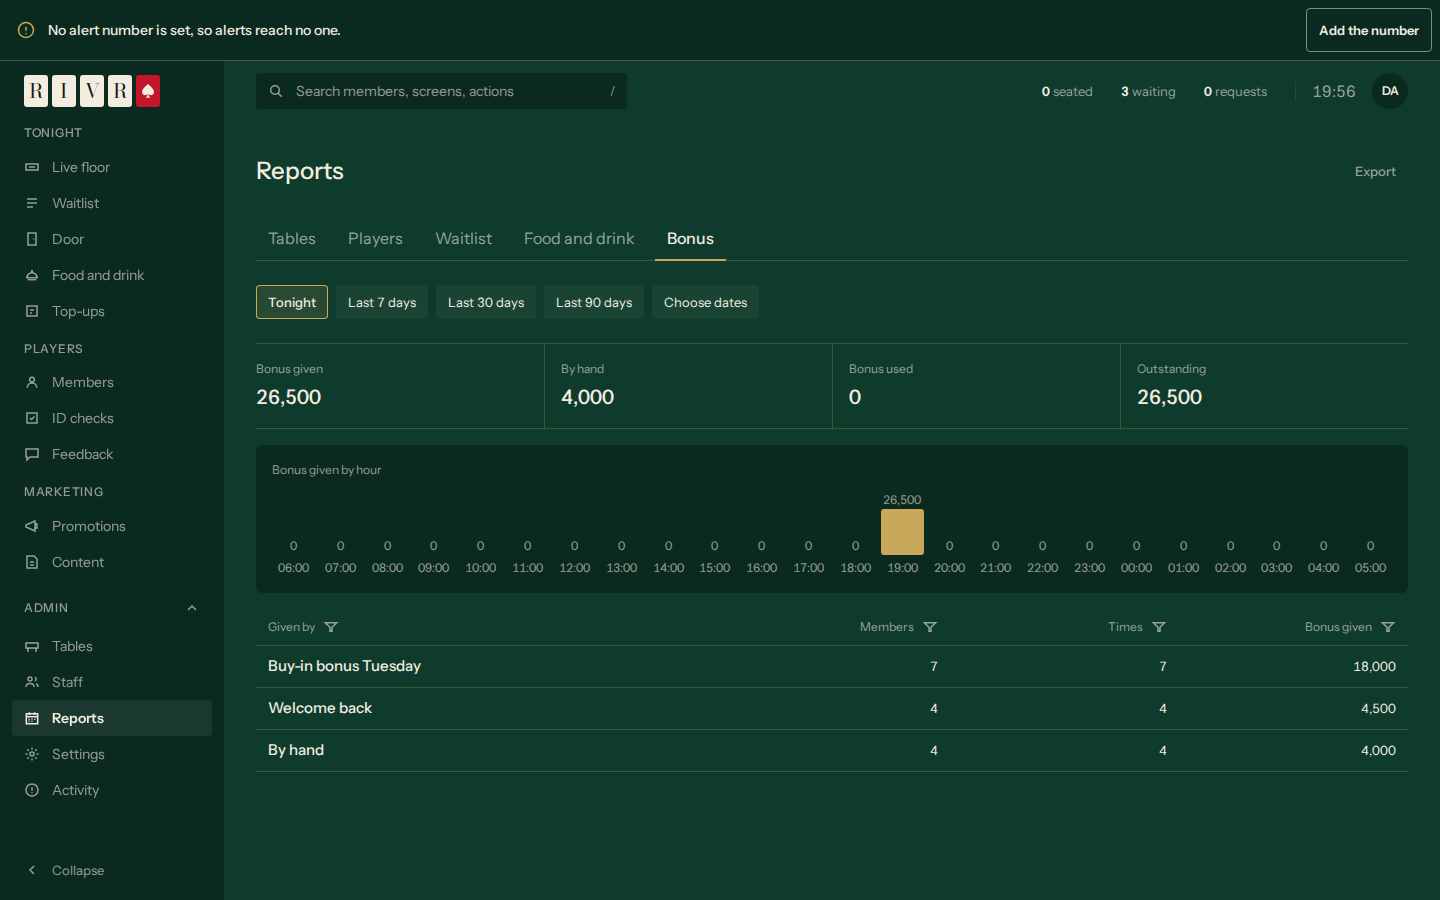 No alert number is set, so alerts reach no one.
Add the number
R I V R
Search members, screens, actions /
0 seated 3 waiting 0 requests 19:56 DA
TONIGHT
Live floor
Waitlist
Door
Food and drink
Top-ups
PLAYERS
Members
ID checks
Feedback
MARKETING
Promotions
Content
ADMIN
Tables
Staff
Reports
Settings
Activity
Collapse
Reports
Export
Tables Players Waitlist Food and drink Bonus
Tonight Last 7 days Last 30 days Last 90 days Choose dates
Bonus given By hand Bonus used Outstanding
26,500 4,000 0 26,500
Bonus given by hour
26,500
0 0 0 0 0 0 0 0 0 0 0 0 0 0 0 0 0 0 0 0 0 0 0
06:00 07:00 08:00 09:00 10:00 11:00 12:00 13:00 14:00 15:00 16:00 17:00 18:00 19:00 20:00 21:00 22:00 23:00 00:00 01:00 02:00 03:00 04:00 05:00
Given by Members Times Bonus given
Buy-in bonus Tuesday 7 7 18,000
Welcome back 4 4 4,500
By hand 4 4 4,000